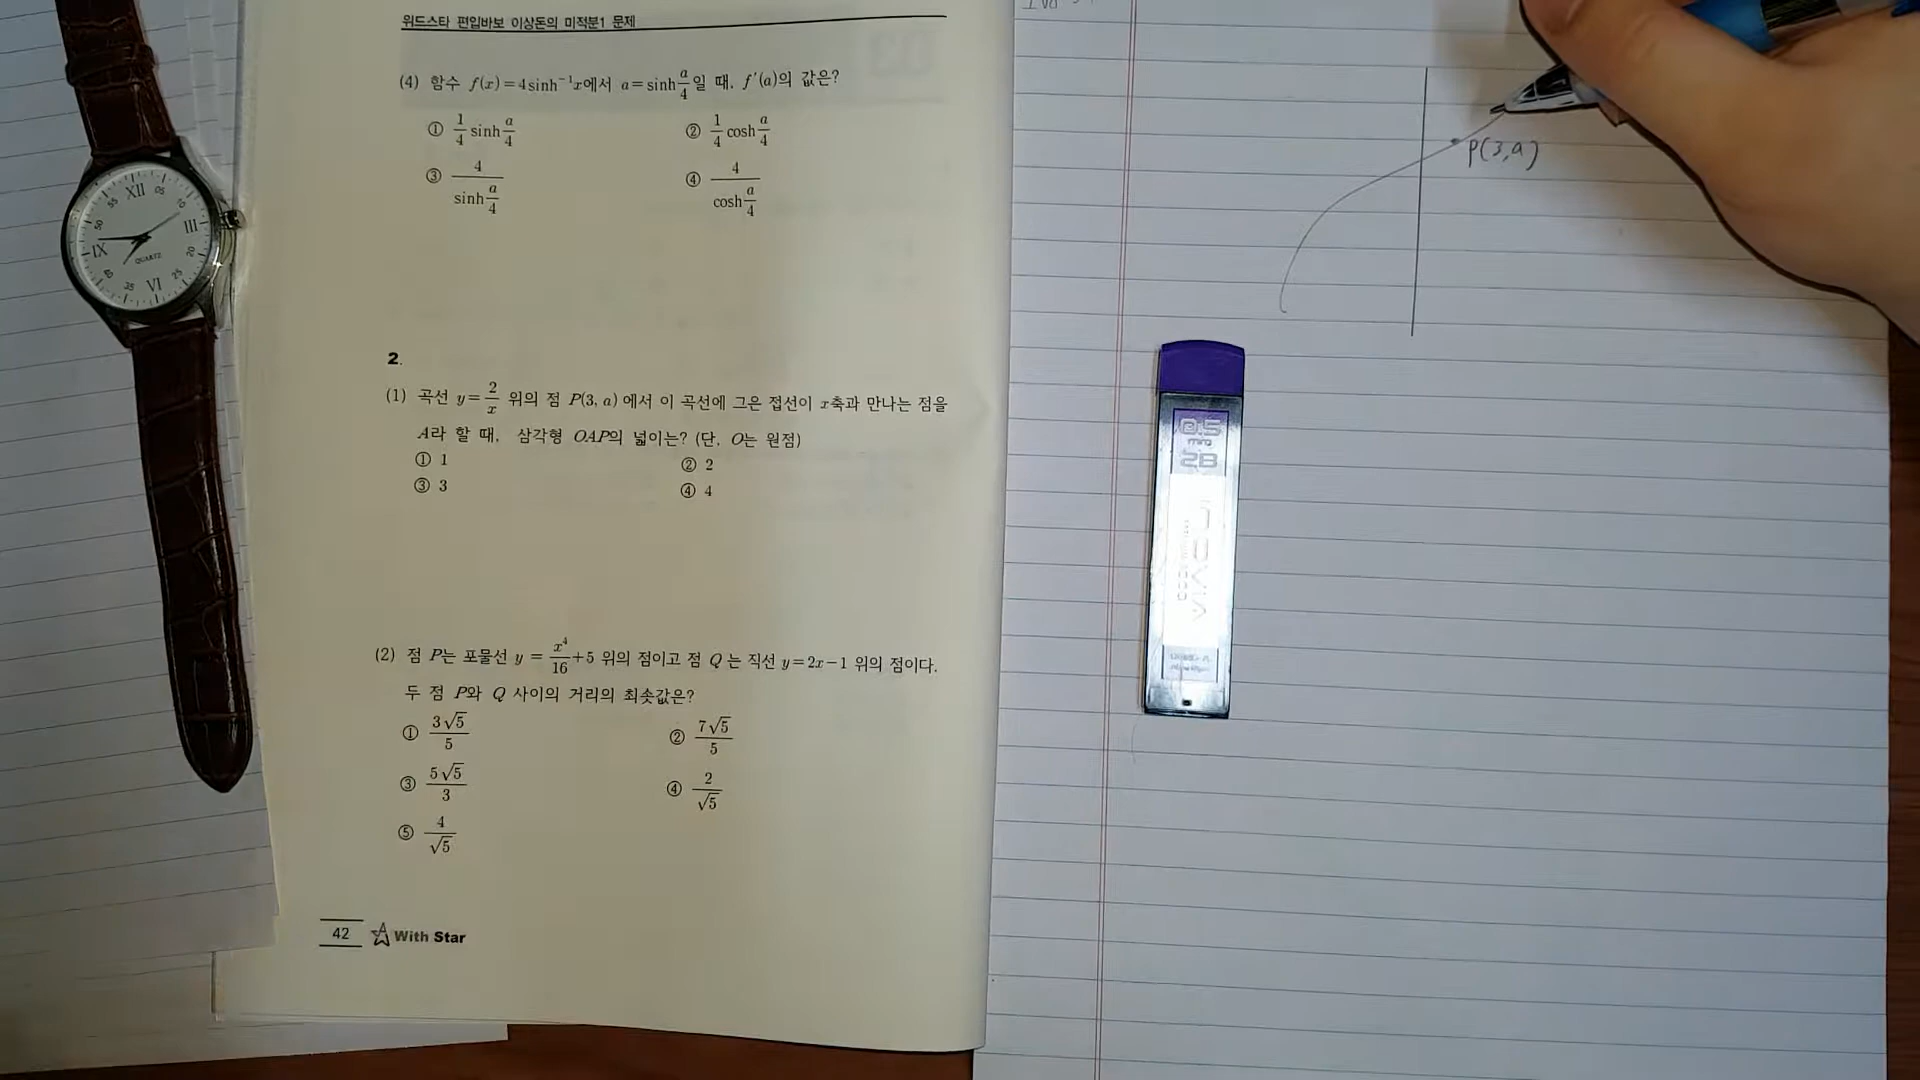 위드스타 편입바보 이상돈의 미적분1 문제
(4) 함수 f(x)=4sinh⁻¹x에서 a=sinh a/4일 때, f′(a)의 값은?
① 1/4 sinh a/4 ② 1/4 cosh a/4
③ 4/(sinh a/4) ④ 4/(cosh a/4)
2.
(1) 곡선 y=2/x 위의 점 P(3, a)에서 이 곡선에 그은 접선이 x축과 만나는 점을
A라 할 때, 삼각형 OAP의 넓이는? (단, O는 원점)
① 1 ② 2
③ 3 ④ 4
(2) 점 P는 포물선 y = x⁴/16+5 위의 점이고 점 Q는 직선 y=2x-1 위의 점이다.
두 점 P와 Q 사이의 거리의 최솟값은?
① 3√5/5 ② 7√5/5
③ 5√5/3 ④ 2/√5
⑤ 4/√5
42 With Star
P(3,a)
XII
05
10
III
20
25
VI
35
IX
50
55
QUARTZ
0.5
mm
2B